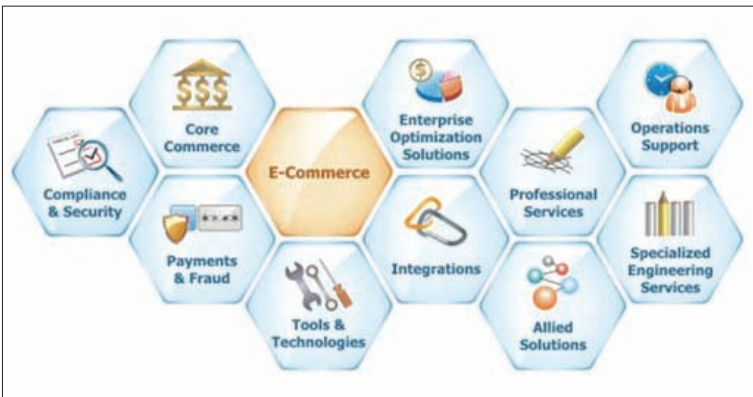 Compliance
& Security
Core
Commerce
Payments
& Fraud
E-Commerce
Tools &
Technologies
Enterprise
Optimization
Solutions
Integrations
Professional
Services
Allied
Solutions
Operations
Support
Specialized
Engineering
Services